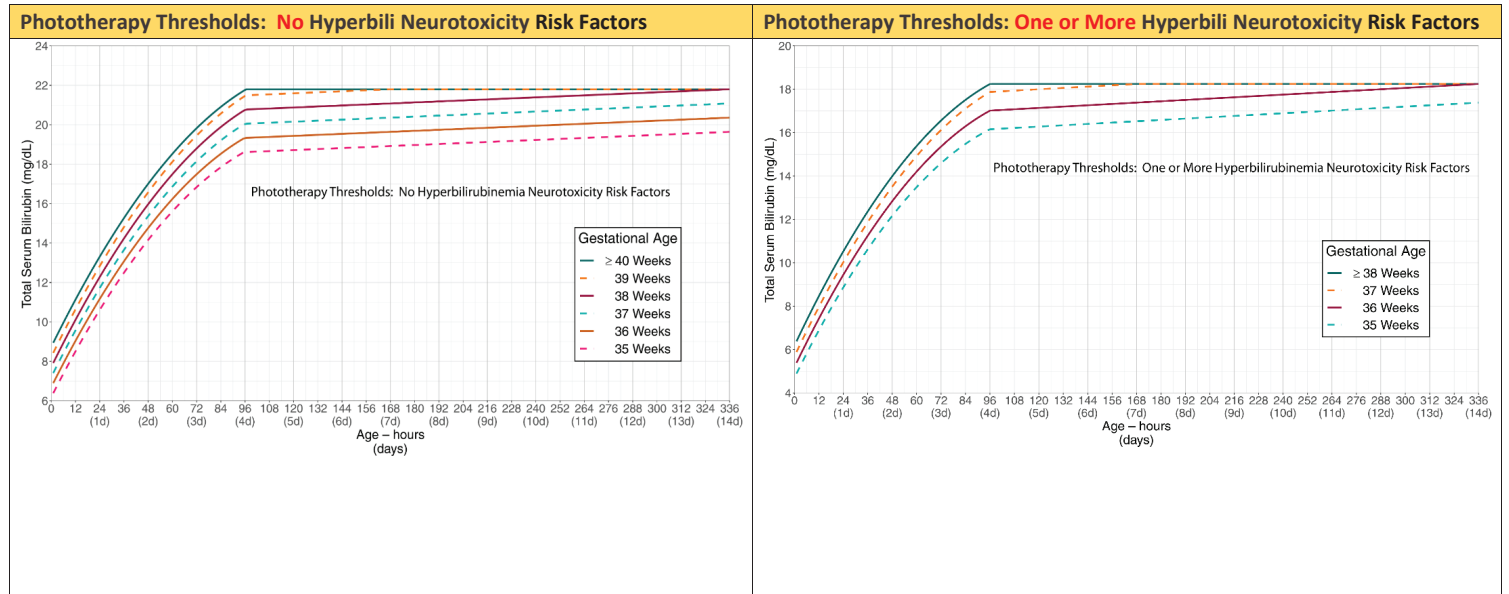 Phototherapy Thresholds: No Hyperbili Neurotoxicity Risk Factors
24
22
20
18
16
14
12
10
8
6
Total Serum Bilirubin (mg/dL)
Phototherapy Thresholds: No Hyperbilirubinemia Neurotoxicity Risk Factors
Gestational Age
≥ 40 Weeks
39 Weeks
38 Weeks
37 Weeks
36 Weeks
35 Weeks
0 12 24 36 48 60 72 84 96 108 120 132 144 156 168 180 192 204 216 228 240 252 264 276 288 300 312 324 336
(1d) (2d) (3d) (4d) (5d) (6d) (7d) (8d) (9d) (10d) (11d) (12d) (13d) (14d)
Age – hours
(days)
Phototherapy Thresholds: One or More Hyperbili Neurotoxicity Risk Factors
20
18
16
14
12
10
8
6
4
Total Serum Bilirubin (mg/dL)
Phototherapy Thresholds: One or More Hyperbilirubinemia Neurotoxicity Risk Factors
Gestational Age
≥ 38 Weeks
37 Weeks
36 Weeks
35 Weeks
0 12 24 36 48 60 72 84 96 108 120 132 144 156 168 180 192 204 216 228 240 252 264 276 288 300 312 324 336
(1d) (2d) (3d) (4d) (5d) (6d) (7d) (8d) (9d) (10d) (11d) (12d) (13d) (14d)
Age – hours
(days)